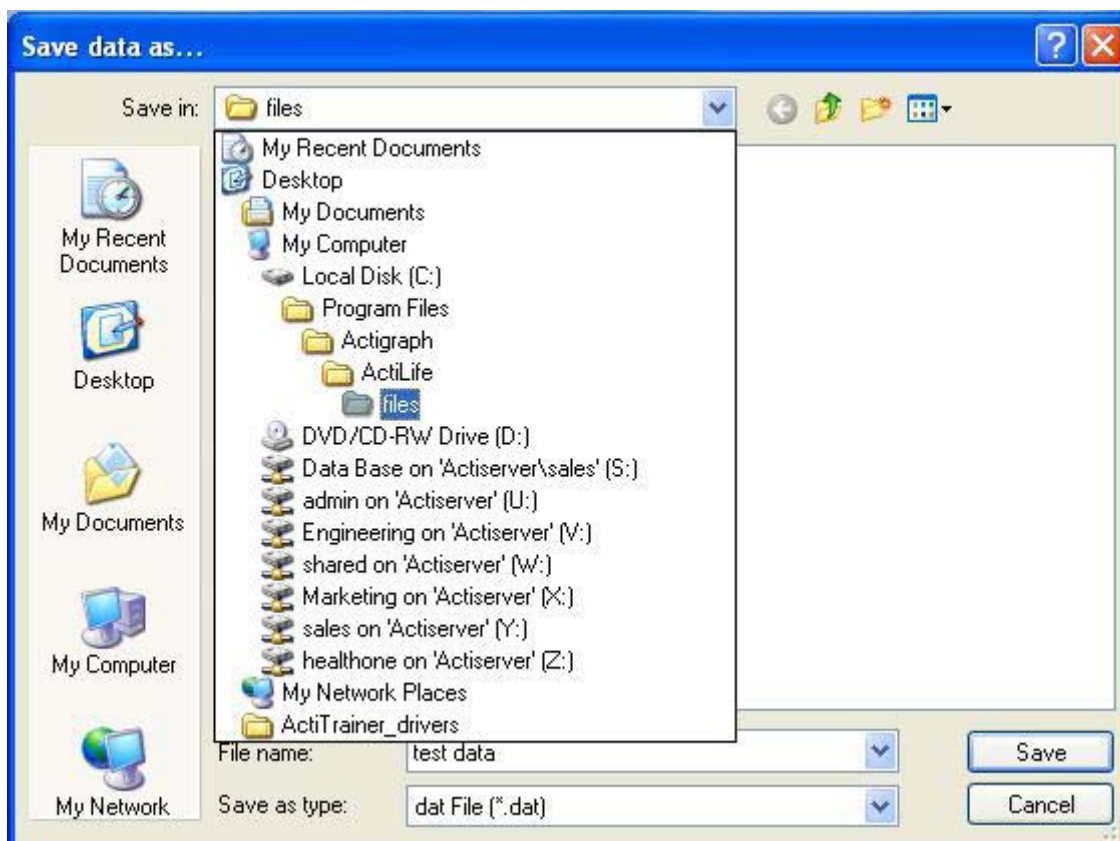 Save data as...
Save in: files
My Recent Documents
Desktop
My Documents
My Computer
Local Disk (C:)
Program Files
Actigraph
ActiLife
files
DVD/CD-RW Drive (D:)
Data Base on 'Actiserver\sales' (S:)
admin on 'Actiserver' (U:)
Engineering on 'Actiserver' (V:)
shared on 'Actiserver' (W:)
Marketing on 'Actiserver' (X:)
sales on 'Actiserver' (Y:)
healthone on 'Actiserver' (Z:)
My Network Places
ActiTrainer_drivers
My Recent
Documents
Desktop
My Documents
My Computer
My Network
File name: test data
Save
Save as type: dat File (*.dat)
Cancel